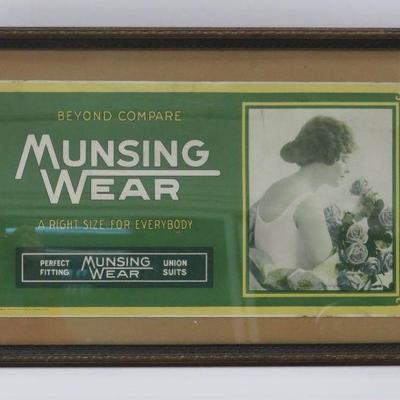 BEYOND COMPARE
MUNSING
WEAR
A RIGHT SIZE FOR EVERYBODY
PERFECT FITTING
MUNSING WEAR
UNION SUITS